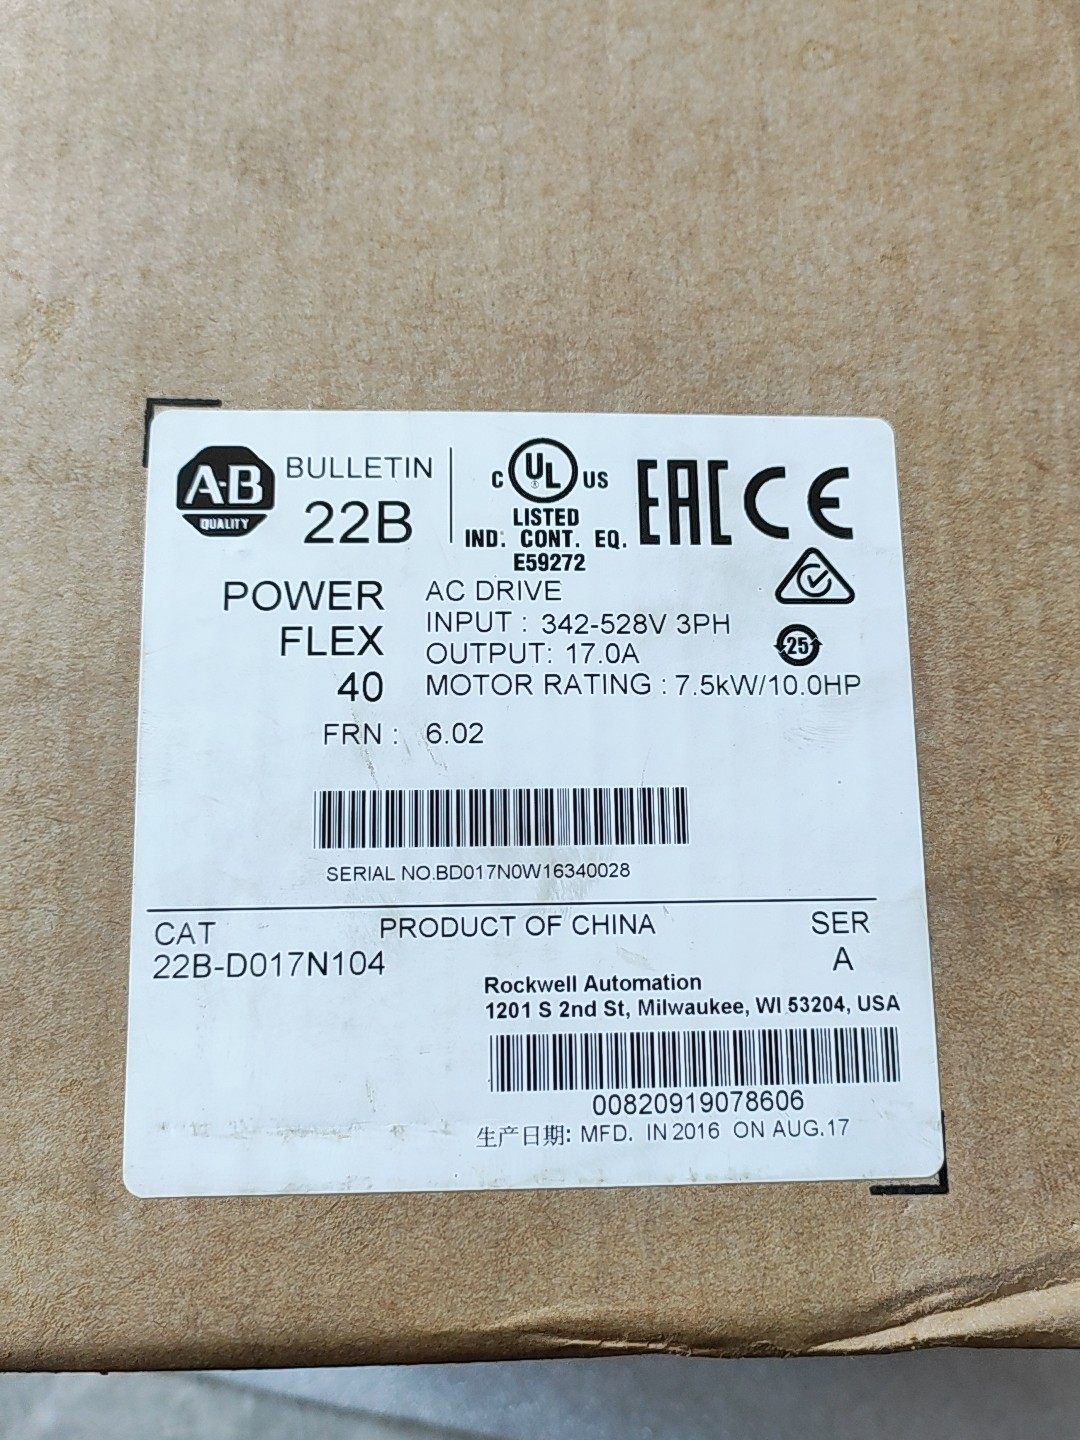 A-B
QUALITY
BULLETIN
22B
C UL US
®
LISTED
IND. CONT. EQ.
E59272
EAC CE
POWER
FLEX
40
AC DRIVE
INPUT : 342-528V 3PH
OUTPUT: 17.0A
25
MOTOR RATING : 7.5kW/10.0HP
FRN : 6.02
SERIAL NO.BD017N0W16340028
CAT
22B-D017N104
PRODUCT OF CHINA
SER
A
Rockwell Automation
1201 S 2nd St, Milwaukee, WI 53204, USA
00820919078606
生产日期: MFD. IN 2016 ON AUG.17